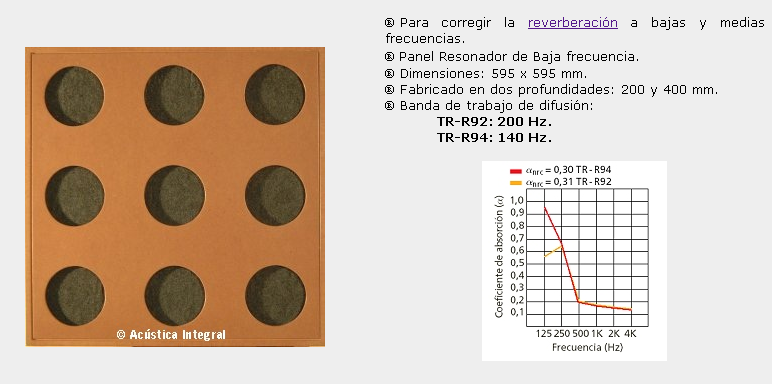 ® Para corregir la reverberación a bajas y medias
frecuencias.
® Panel Resonador de Baja frecuencia.
® Dimensiones: 595 x 595 mm.
® Fabricado en dos profundidades: 200 y 400 mm.
® Banda de trabajo de difusión:
TR-R92: 200 Hz.
TR-R94: 140 Hz.
© Acústica Integral
αnrc = 0,30 TR-R94
αnrc = 0,31 TR-R92
Coeficiente de absorción (α)
1,0
0,9
0,8
0,7
0,6
0,5
0,4
0,3
0,2
0,1
125 250 500 1K 2K 4K
Frecuencia (Hz)